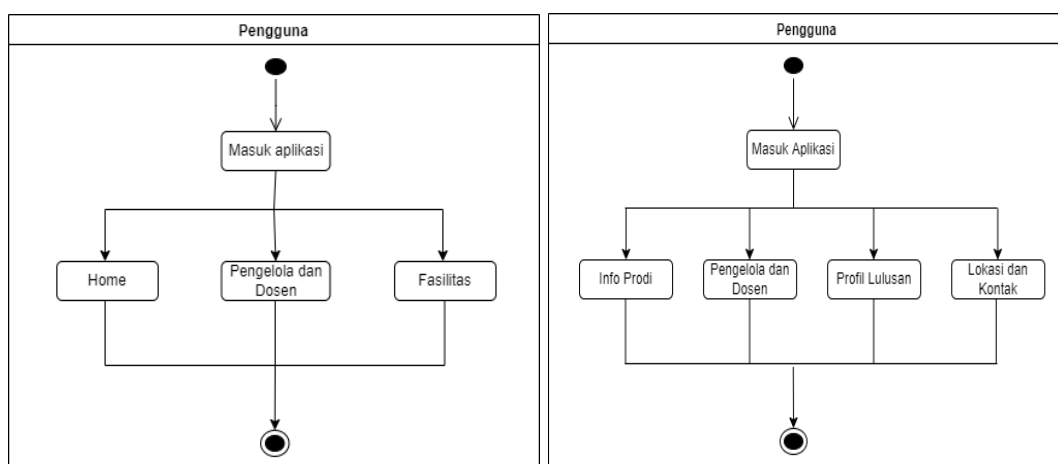 Pengguna
Masuk aplikasi
Home
Pengelola dan
Dosen
Fasilitas
Pengguna
Masuk Aplikasi
Info Prodi
Pengelola dan
Dosen
Profil Lulusan
Lokasi dan
Kontak